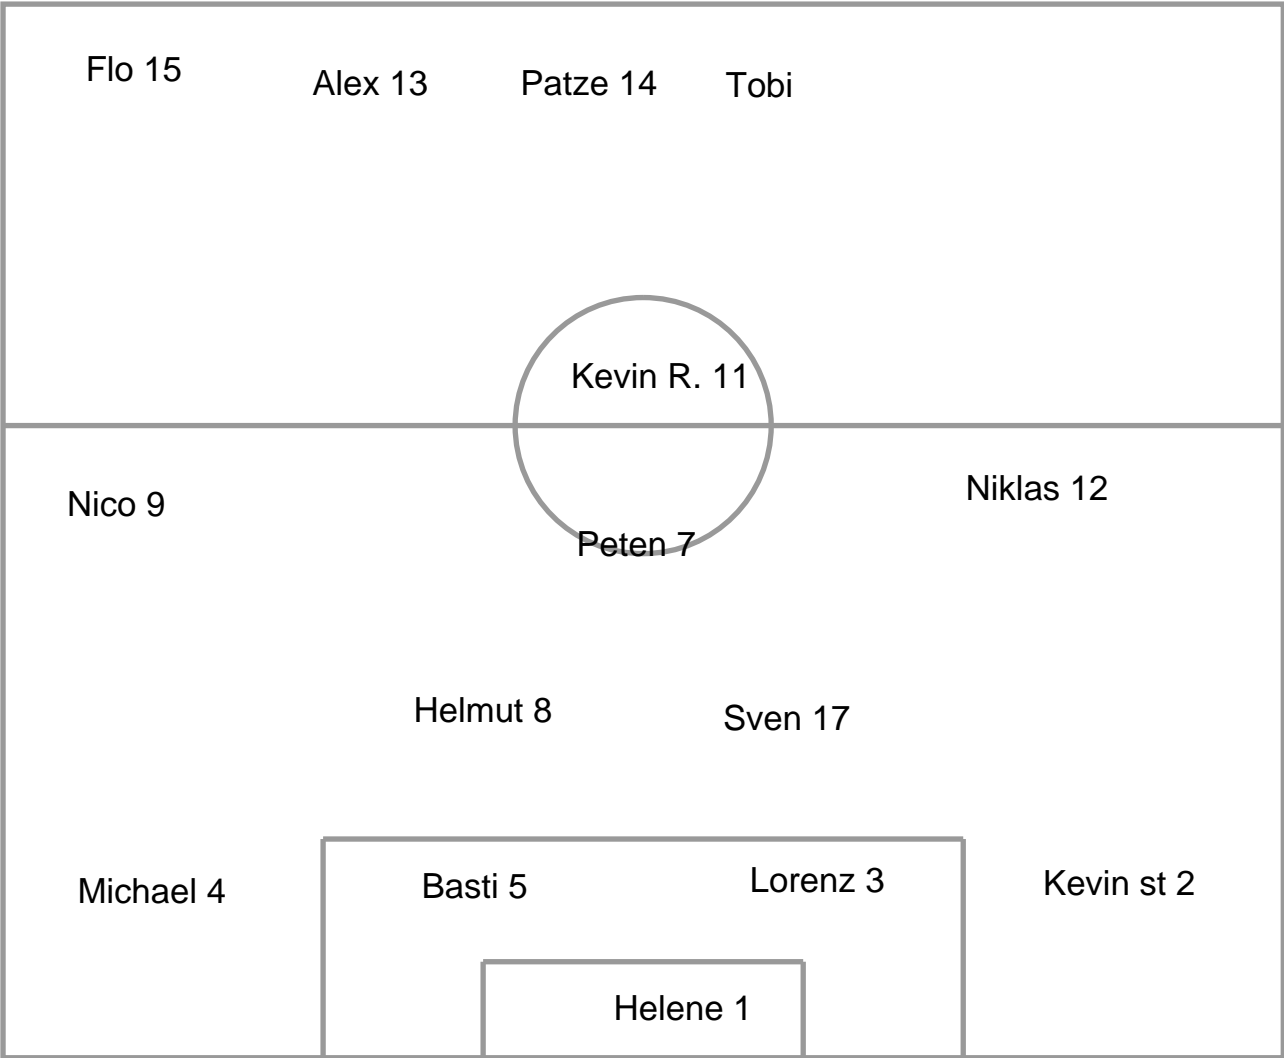 Flo 15
Alex 13
Patze 14
Tobi
Kevin R. 11
Nico 9
Niklas 12
Peten 7
Helmut 8
Sven 17
Michael 4
Basti 5
Lorenz 3
Kevin st 2
Helene 1